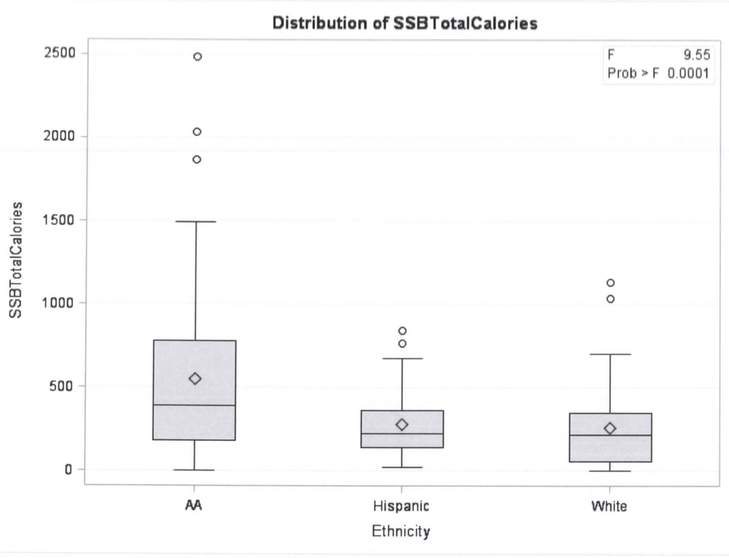 Distribution of SSBTotalCalories
F 9.55
Prob > F 0.0001
2500
2000
1500
1000
500
0
SSBTotalCalories
AA
Hispanic
White
Ethnicity